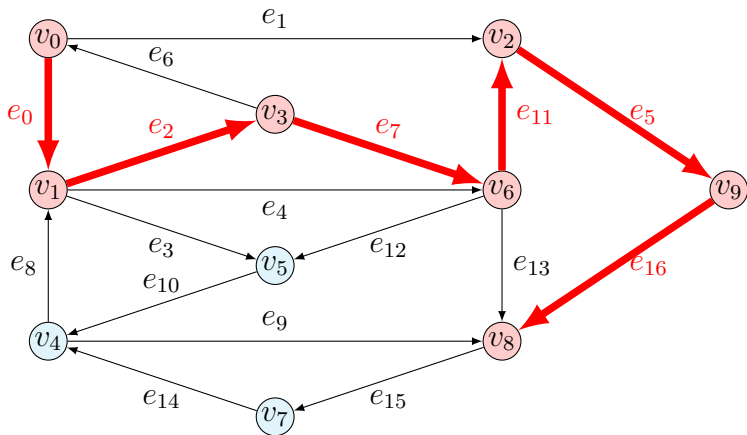 e₁
v₀ v₂
e₆
e₀ e₂ v₃ e₇ e₁₁ e₅
v₁ v₆ v₉
e₄
e₃ e₁₂
e₈ v₅ e₁₃ e₁₆
e₁₀
e₉
v₄ v₈
e₁₄ e₁₅
v₇